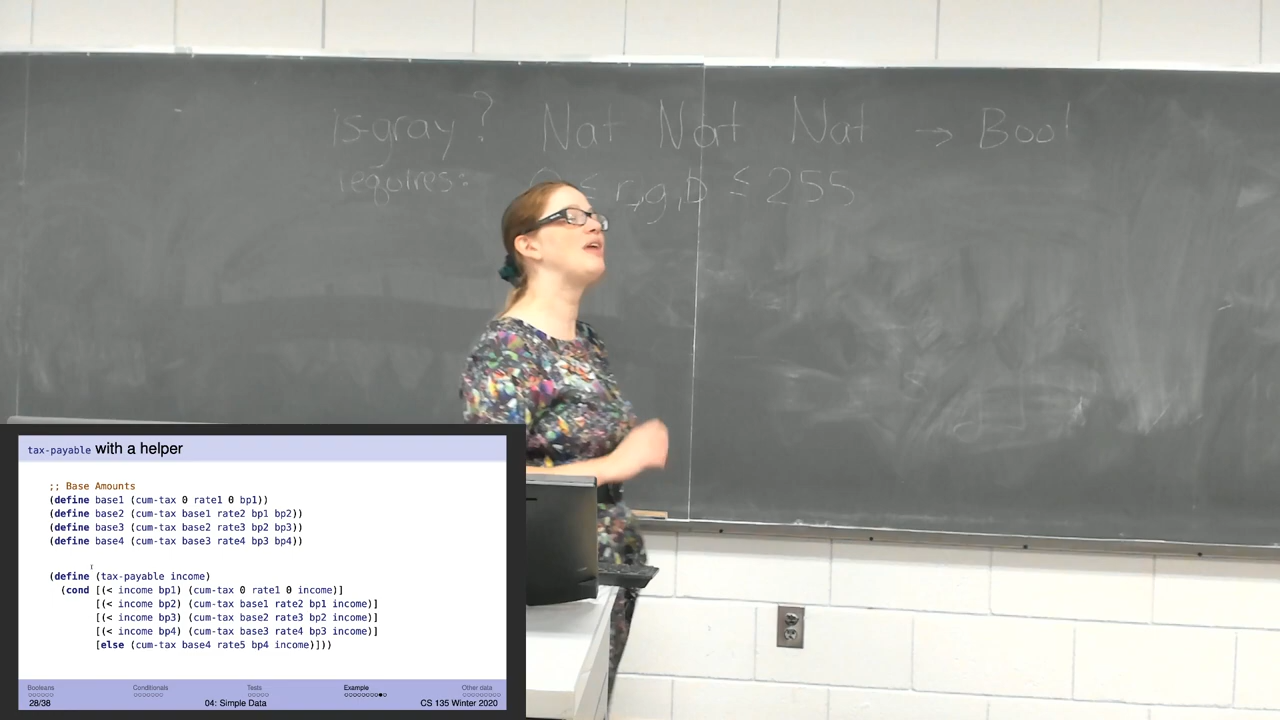 is-gray? Nat Nat Nat → Bool
requires: 0 ≤ r,g,b ≤ 255
tax-payable with a helper
;; Base Amounts
(define base1 (cum-tax 0 rate1 0 bp1))
(define base2 (cum-tax base1 rate2 bp1 bp2))
(define base3 (cum-tax base2 rate3 bp2 bp3))
(define base4 (cum-tax base3 rate4 bp3 bp4))
(define (tax-payable income)
(cond [(< income bp1) (cum-tax 0 rate1 0 income)]
[(< income bp2) (cum-tax base1 rate2 bp1 income)]
[(< income bp3) (cum-tax base2 rate3 bp2 income)]
[(< income bp4) (cum-tax base3 rate4 bp3 income)]
[else (cum-tax base4 rate5 bp4 income)]))
Booleans Conditionals Tests Example Other data
28/38 04: Simple Data CS 135 Winter 2020